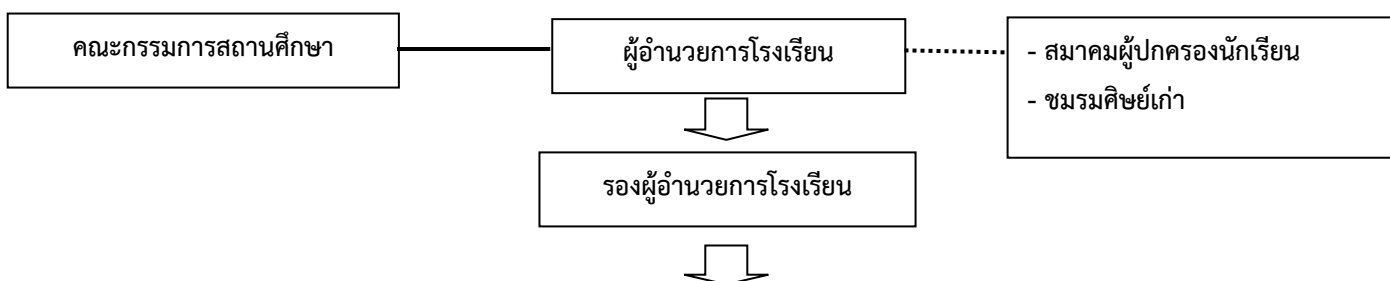 คณะกรรมการสถานศึกษา
ผู้อำนวยการโรงเรียน
- สมาคมผู้ปกครองนักเรียน
- ชมรมศิษย์เก่า
รองผู้อำนวยการโรงเรียน